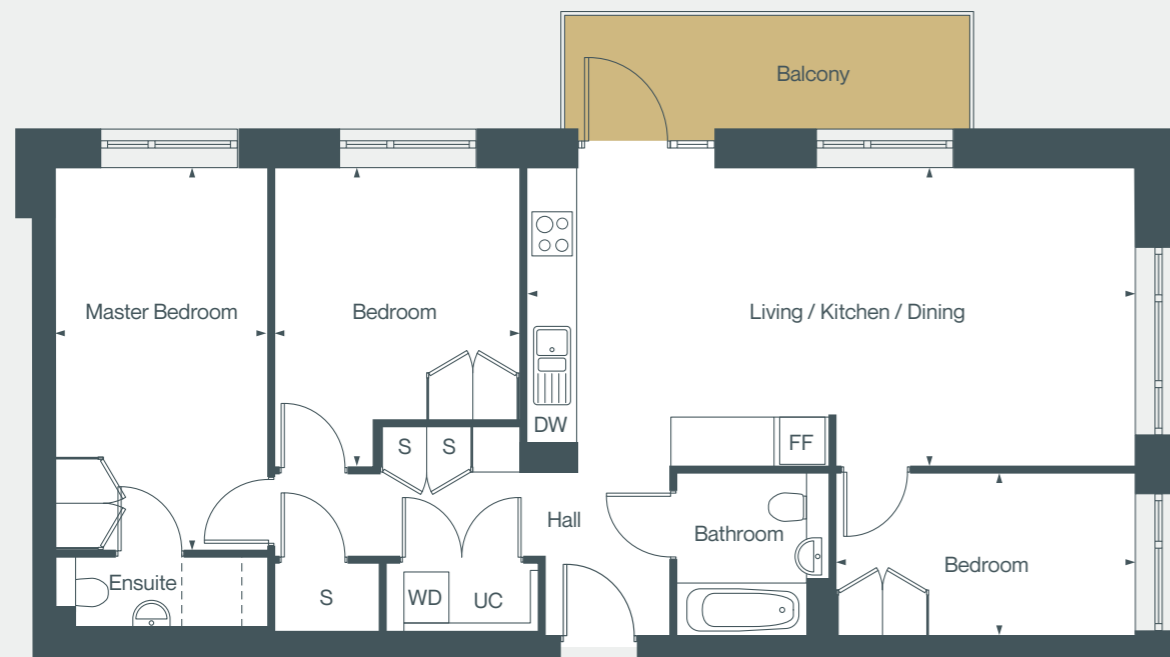 Balcony
Master Bedroom
Bedroom
Living / Kitchen / Dining
DW
S
S
FF
Hall
Bathroom
Bedroom
Ensuite
S
WD
UC